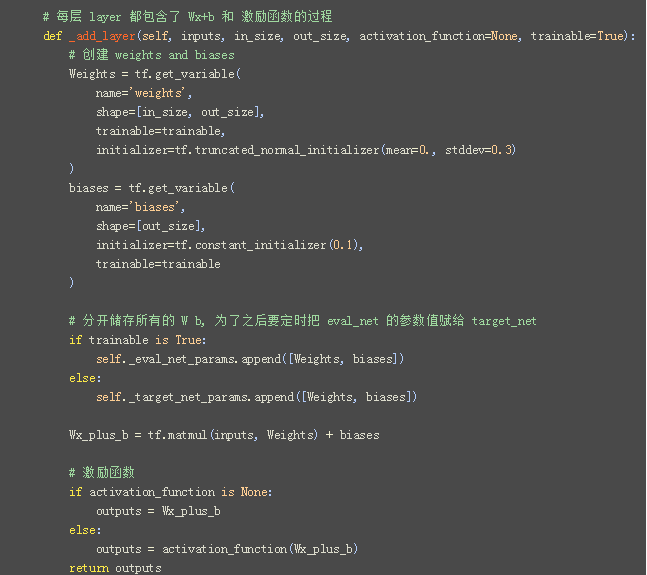 # 每层 layer 都包含了 Wx+b 和 激励函数的过程
def _add_layer(self, inputs, in_size, out_size, activation_function=None, trainable=True):
    # 创建 weights and biases
    Weights = tf.get_variable(
        name='weights',
        shape=[in_size, out_size],
        trainable=trainable,
        initializer=tf.truncated_normal_initializer(mean=0., stddev=0.3)
    )
    biases = tf.get_variable(
        name='biases',
        shape=[out_size],
        initializer=tf.constant_initializer(0.1),
        trainable=trainable
    )

    # 分开储存所有的 W b, 为了之后要定时把 eval_net 的参数值赋给 target_net
    if trainable is True:
        self._eval_net_params.append([Weights, biases])
    else:
        self._target_net_params.append([Weights, biases])

    Wx_plus_b = tf.matmul(inputs, Weights) + biases

    # 激励函数
    if activation_function is None:
        outputs = Wx_plus_b
    else:
        outputs = activation_function(Wx_plus_b)
    return outputs